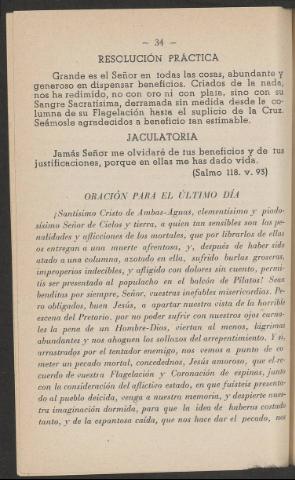 — 34 —
RESOLUCIÓN PRÁCTICA
Grande es el Señor en todas las cosas, abundante y
generoso en dispensar beneficios. Criados de la nada,
nos ha redimido, no con oro ni con plata, sino con su
Sangre Sacratísima, derramada sin medida desde le co-
lumna de su Flagelación hasta el suplicio de la Cruz.
Seámosle agradecidos a beneficio tan estimable.
JACULATORIA
Jamás Señor me olvidaré de tus beneficios y de tus
justificaciones, porque en ellas me has dado vida.
(Salmo 118. v. 93)
ORACIÓN PARA EL ÚLTIMO DÍA
¡Santísimo Cristo de Ambas-Aguas, clementísimo y piado-
sísimo Señor de Cielos y tierra, a quien tan sensibles son las pe-
nalidades y aflicciones de los mortales, que por librarlos de ellas
os entregan a una muerte afrentosa, y, después de haber sido
atado a una columna, azotado en ella, sufrido burlas groseras,
improperios indecibles, y afligido con dolores sin cuento, permi-
tís ser presentado al populacho en el balcón de Pilatos! Seas
bendito por siempre, Señor, vuestras inefables misericordias. Pe-
ro obligados, buen Jesús, a apartar nuestra vista de la horrible
escena del Pretorio, por no poder sufrir con nuestros ojos carna-
les la pena de un Hombre-Dios, viertan al menos, lágrimas
abundantes y nos ahoguen los sollozos del arrepentimiento. Y si,
arrastrados por el tentador enemigo, nos vemos a punto de co-
meter un pecado mortal, concedednos, Jesús amoroso, que el re-
cuerdo de vuestra Flagelación y Coronación de espinas, junto
con la consideración del aflictivo estado, en que fuisteis presenta-
do al pueblo deicida, venga a nuestra memoria, y despierte nues-
tra imaginación dormida, para que la idea de haberos costado
tanto, y de la espantosa caída, que nos hace dar el pecado, nos